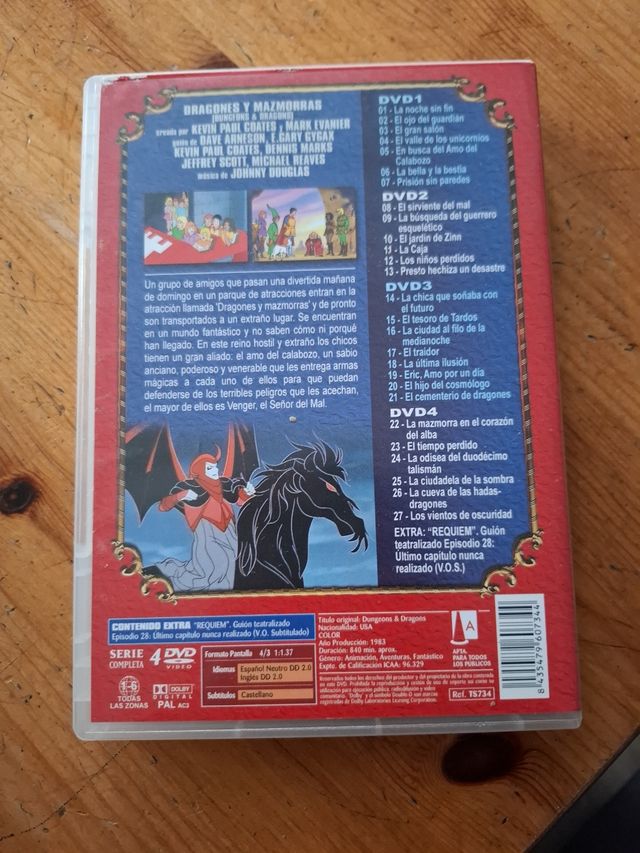 DRAGONES Y MAZMORRAS
(DUNGEONS & DRAGONS)
creada por KEVIN PAUL COATES y MARK EVANIER
guión de DAVE ARNESON, E.GARY GYGAX
KEVIN PAUL COATES, DENNIS MARKS
JEFFREY SCOTT, MICHAEL REAVES
música de JOHNNY DOUGLAS
Un grupo de amigos que pasan una divertida mañana
de domingo en un parque de atracciones entran en la
atracción llamada 'Dragones y mazmorras' y de pronto
son transportados a un extraño lugar. Se encuentran
en un mundo fantástico y no saben cómo ni porqué
han llegado. En este reino hostil y extraño los chicos
tienen un gran aliado: el amo del calabozo, un sabio
anciano, poderoso y venerable que les entrega armas
mágicas a cada uno de ellos para que puedan
defenderse de los terribles peligros que les acechan,
el mayor de ellos es Venger, el Señor del Mal.
DVD1
01 - La noche sin fin
02 - El ojo del guardián
03 - El gran salón
04 - El valle de los unicornios
05 - En busca del Amo del
Calabozo
06 - La bella y la bestia
07 - Prisión sin paredes
DVD2
08 - El sirviente del mal
09 - La búsqueda del guerrero
esquelético
10 - El jardin de Zinn
11 - La Caja
12 - Los niños perdidos
13 - Presto hechiza un desastre
DVD3
14 - La chica que soñaba con
el futuro
15 - El tesoro de Tardos
16 - La ciudad al filo de la
medianoche
17 - El traidor
18 - La última ilusión
19 - Eric, Amo por un día
20 - El hijo del cosmólogo
21 - El cementerio de dragones
DVD4
22 - La mazmorra en el corazón
del alba
23 - El tiempo perdido
24 - La odisea del duodécimo
talismán
25 - La ciudadela de la sombra
26 - La cueva de las hadas-
dragones
27 - Los vientos de oscuridad
EXTRA: "REQUIEM". Guión
teatralizado Episodio 28:
Último capítulo nunca
realizado (V.O.S.)
CONTENIDO EXTRA "REQUIEM". Guión teatralizado
Episodio 28: Último capítulo nunca realizado (V.O. Subtitulado)
SERIE
COMPLETA
4 DVD
VIDEO
1-6
TODAS
LAS ZONAS
DOLBY
DIGITAL
PAL AC3
Formato Pantalla 4/3 1:1.37
Idiomas Español Neutro DD 2.0
Inglés DD 2.0
Subtítulos Castellano
Título original: Dungeons & Dragons
Nacionalidad: USA
COLOR
Año Producción: 1983
Duración: 840 min. aprox.
Género: Animación, Aventuras, Fantástico
Expte. de Calificación ICAA: 96.329
A
APTA
PARA TODOS
LOS PUBLICOS
Ref. TS734
8 435479 607344